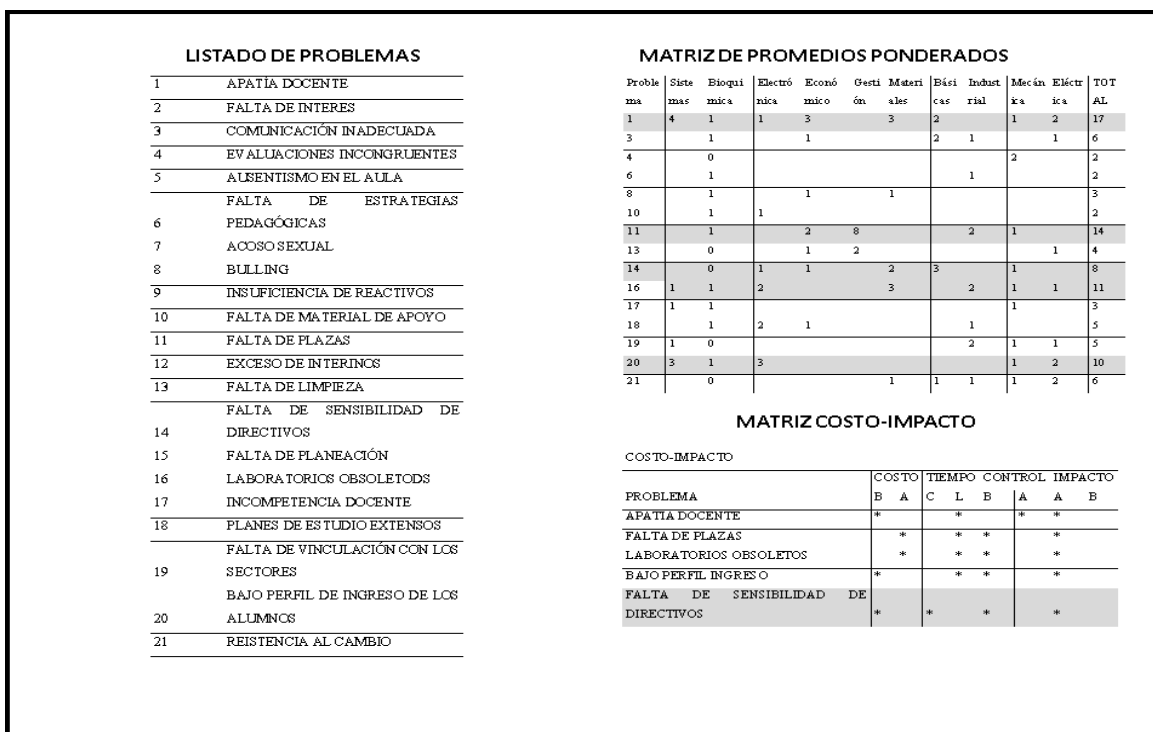 LISTADO DE PROBLEMAS
1 APATÍA DOCENTE
2 FALTA DE INTERES
3 COMUNICACIÓN INADECUADA
4 EVALUACIONES INCONGRUENTES
5 AUSENTISMO EN EL AULA
FALTA DE ESTRATEGIAS
6 PEDAGÓGICAS
7 ACOSO SEXUAL
8 BULLING
9 INSUFICIENCIA DE REACTIVOS
10 FALTA DE MATERIAL DE APOYO
11 FALTA DE PLAZAS
12 EXCESO DE INTERINOS
13 FALTA DE LIMPIEZA
FALTA DE SENSIBILIDAD DE
14 DIRECTIVOS
15 FALTA DE PLANEACIÓN
16 LABORATORIOS OBSOLETODS
17 INCOMPETENCIA DOCENTE
18 PLANES DE ESTUDIO EXTENSOS
FALTA DE VINCULACIÓN CON LOS
19 SECTORES
BAJO PERFIL DE INGRESO DE LOS
20 ALUMNOS
21 REISTENCIA AL CAMBIO
MATRIZ DE PROMEDIOS PONDERADOS
Proble Siste Bioquí Electró Econó Gesti Materi Bási Indust Mecán Eléctr TOT
ma mas mica nica mico ón ales cas rial ica ica AL
1 4 1 1 3 3 2 1 2 17
3 1 1 2 1 1 6
4 0 2 2
6 1 1 2
8 1 1 1 3
10 1 1 2
11 1 2 8 2 1 14
13 0 1 2 1 4
14 0 1 1 2 3 1 8
16 1 1 2 3 2 1 1 11
17 1 1 1 3
18 1 2 1 1 5
19 1 0 2 1 1 5
20 3 1 3 1 2 10
21 0 1 1 1 1 2 6
MATRIZ COSTO-IMPACTO
COSTO-IMPACTO
COSTO TIEMPO CONTROL IMPACTO
PROBLEMA B A C L B A A B
APATIA DOCENTE * * * *
FALTA DE PLAZAS * * * *
LABORATORIOS OBSOLETOS * * * *
BAJO PERFIL INGRESO * * * *
FALTA DE SENSIBILIDAD DE
DIRECTIVOS * * * *